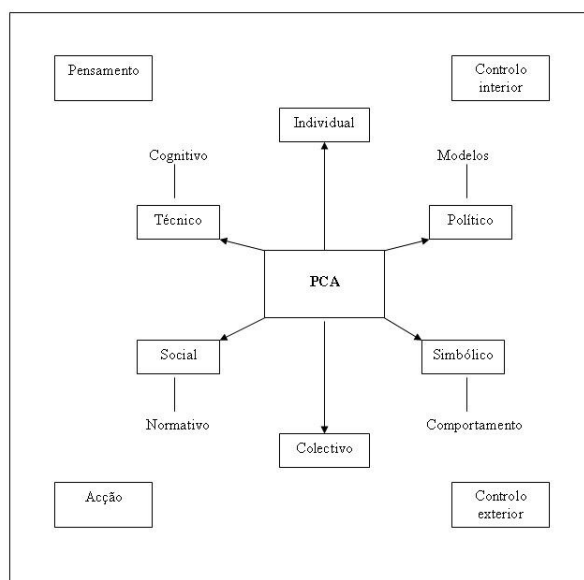 Pensamento
Controlo
interior
Individual
Cognitivo
Modelos
Técnico
Político
PCA
Social
Simbólico
Normativo
Comportamento
Colectivo
Acção
Controlo
exterior